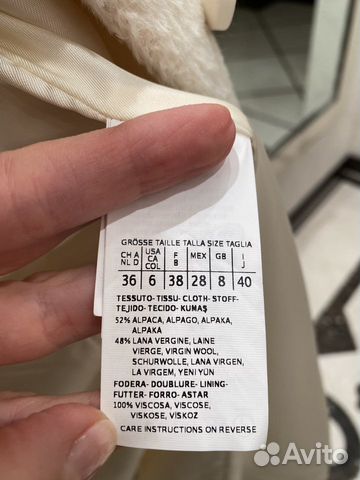 GRÖSSE TAILLE TALLA SIZE TAGLIA
CH A NL D USA CA COL F B MEX GB I J
36 6 38 28 8 40
TESSUTO-TISSU-CLOTH-STOFF-
TEJIDO-TECIDO-KUMAŞ
52% ALPACA, ALPAGO, ALPAKA,
ALPAKA
48% LANA VERGINE, LAINE
VIERGE, VIRGIN WOOL,
SCHURWOLLE, LANA VIRGEN,
LA VIRGEM, YENI YÜN
FODERA-DOUBLURE-LINING-
FUTTER-FORRO-ASTAR
100% VISCOSA, VISCOSE,
VISKOSE, VISKOZ
CARE INSTRUCTIONS ON REVERSE
Avito